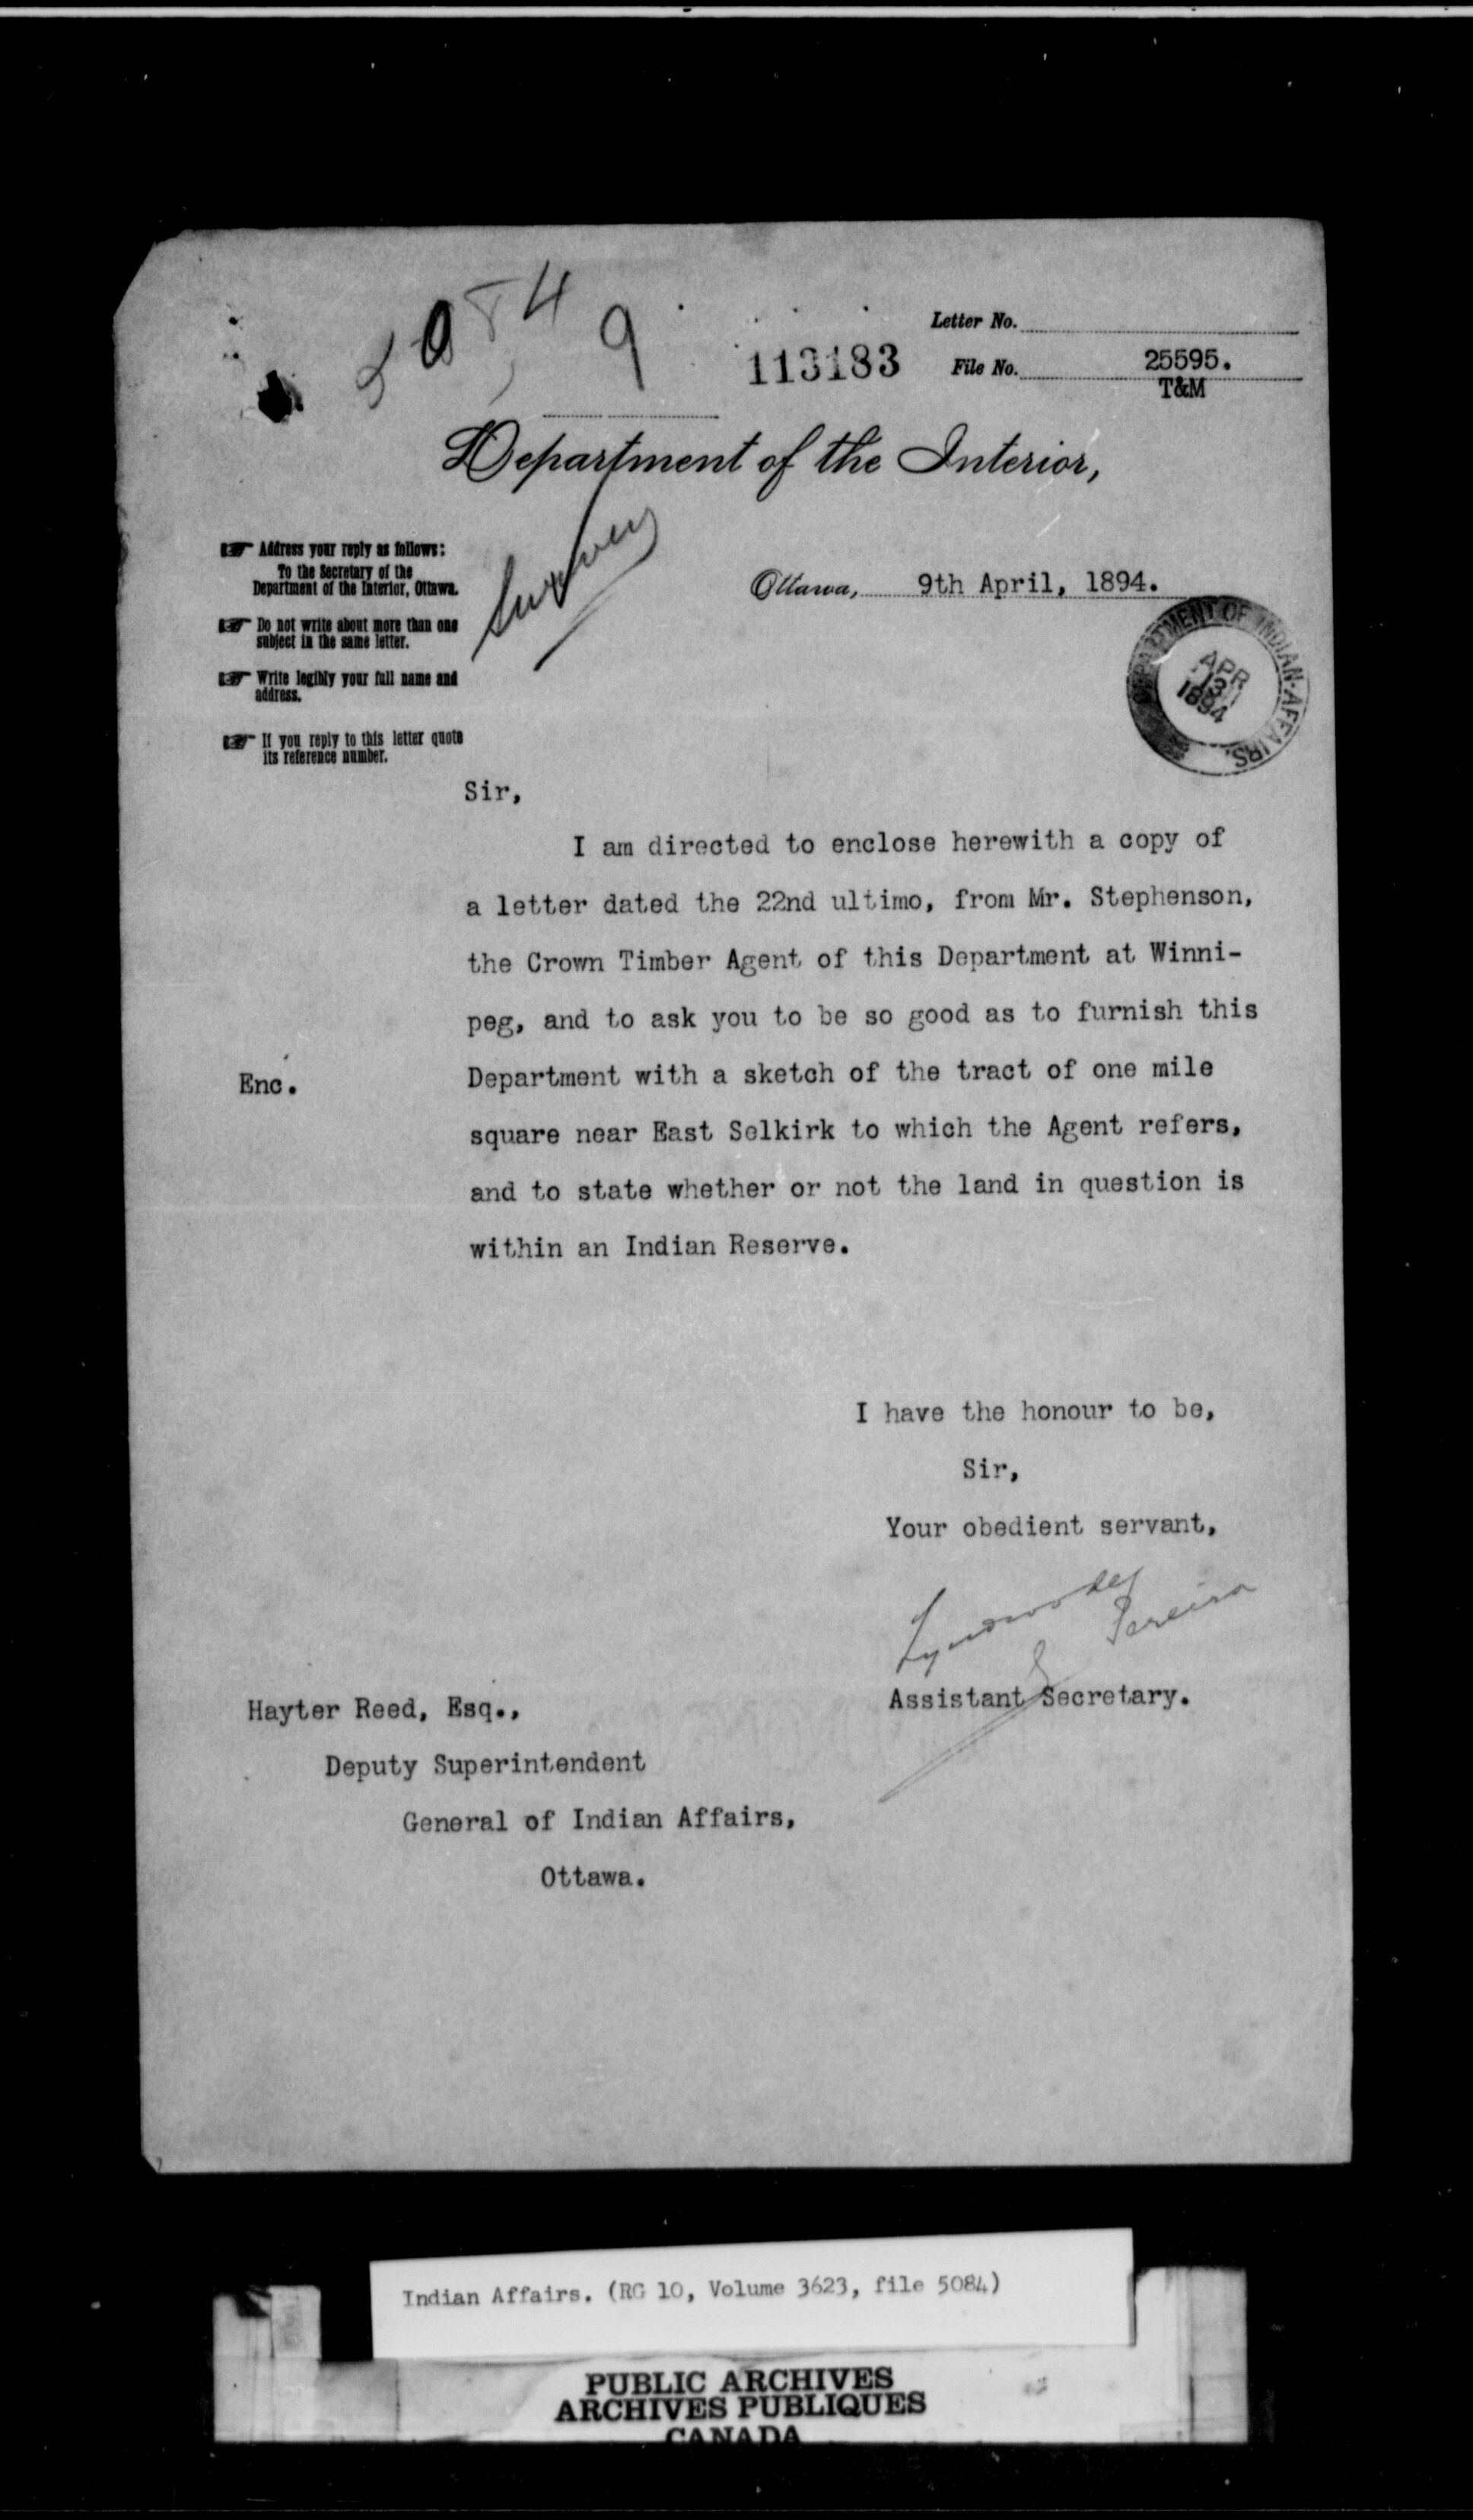 Letter No.
113183 File No. 25595.
T&M
Department of the Interior,
Address your reply as follows:
To the Secretary of the
Department of the Interior, Ottawa.
Do not write about more than one
subject in the same letter.
Write legibly your full name and
address.
If you reply to this letter quote
its reference number.
Survey
Ottawa, 9th April, 1894.
DEPARTMENT OF INDIAN AFFAIRS.
APR
13
1894
Sir,
I am directed to enclose herewith a copy of
a letter dated the 22nd ultimo, from Mr. Stephenson,
the Crown Timber Agent of this Department at Winni-
peg, and to ask you to be so good as to furnish this
Enc. Department with a sketch of the tract of one mile
square near East Selkirk to which the Agent refers,
and to state whether or not the land in question is
within an Indian Reserve.
I have the honour to be,
Sir,
Your obedient servant,
Lyndwode Pereira
Assistant Secretary.
Hayter Reed, Esq.,
Deputy Superintendent
General of Indian Affairs,
Ottawa.
Indian Affairs. (RG 10, Volume 3623, file 5084)
PUBLIC ARCHIVES
ARCHIVES PUBLIQUES
CANADA